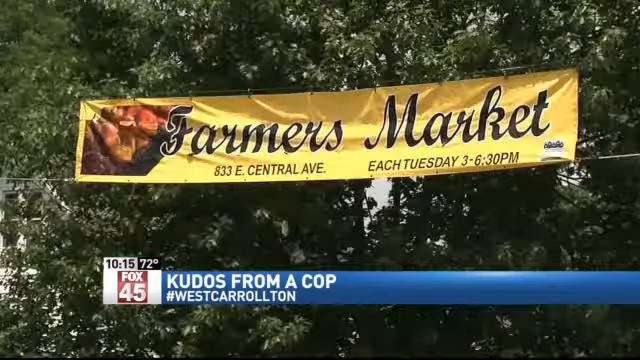 Farmers Market
833 E. CENTRAL AVE. EACH TUESDAY 3-6:30PM
10:15 72°
FOX
45
KUDOS FROM A COP
#WESTCARROLLTON